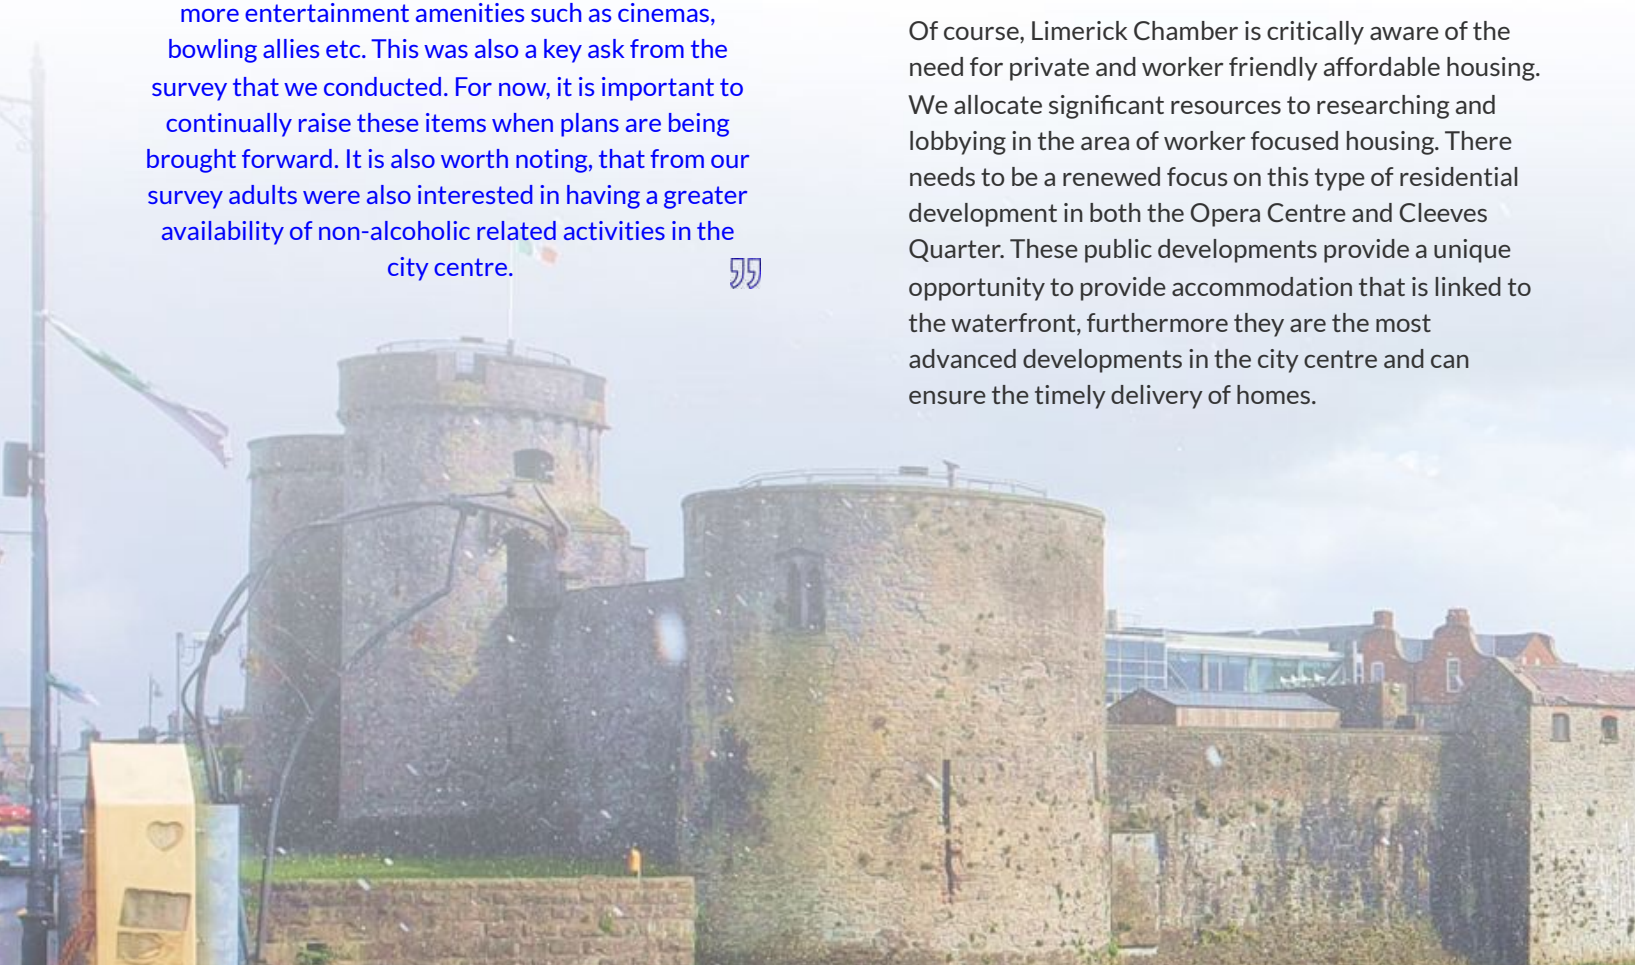 more entertainment amenities such as cinemas,
bowling allies etc. This was also a key ask from the
survey that we conducted. For now, it is important to
continually raise these items when plans are being
brought forward. It is also worth noting, that from our
survey adults were also interested in having a greater
availability of non-alcoholic related activities in the
city centre.
Of course, Limerick Chamber is critically aware of the
need for private and worker friendly affordable housing.
We allocate significant resources to researching and
lobbying in the area of worker focused housing. There
needs to be a renewed focus on this type of residential
development in both the Opera Centre and Cleeves
Quarter. These public developments provide a unique
opportunity to provide accommodation that is linked to
the waterfront, furthermore they are the most
advanced developments in the city centre and can
ensure the timely delivery of homes.